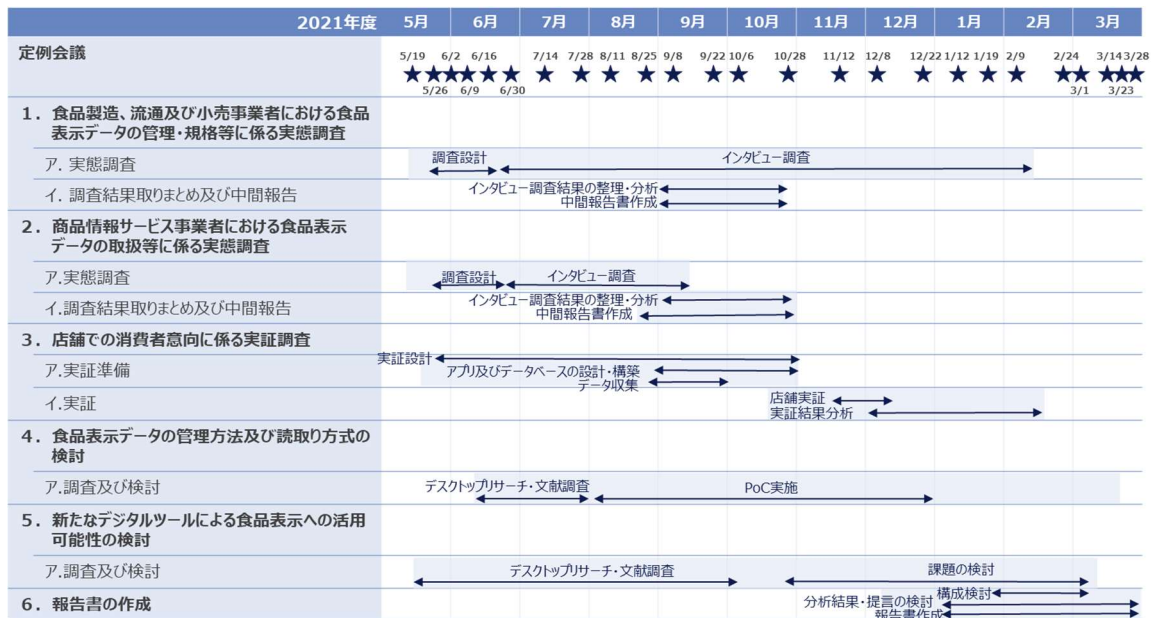 2021年度 5月 6月 7月 8月 9月 10月 11月 12月 1月 2月 3月
定例会議
5/19 6/2 6/16 7/14 7/28 8/11 8/25 9/8 9/22 10/6 10/28 11/12 12/8 12/22 1/12 1/19 2/9 2/24 3/14 3/28
★★★★★★★★★★★★★★★★★★★★★★★★★
5/26 6/9 6/30 3/1 3/23
1．食品製造、流通及び小売事業者における食品
表示データの管理・規格等に係る実態調査
ア. 実態調査 調査設計 インタビュー調査
イ. 調査結果取りまとめ及び中間報告 インタビュー調査結果の整理・分析
中間報告書作成
2．商品情報サービス事業者における食品表示
データの取扱等に係る実態調査
ア.実態調査 調査設計 インタビュー調査
イ.調査結果取りまとめ及び中間報告 インタビュー調査結果の整理・分析
中間報告書作成
3．店舗での消費者意向に係る実証調査
実証設計
ア.実証準備 アプリ及びデータベースの設計・構築
データ収集
イ.実証 店舗実証
実証結果分析
4．食品表示データの管理方法及び読取り方式の
検討
ア.調査及び検討 デスクトップリサーチ・文献調査 PoC実施
5．新たなデジタルツールによる食品表示への活用
可能性の検討
ア.調査及び検討 デスクトップリサーチ・文献調査 課題の検討
構成検討
6．報告書の作成 分析結果・提言の検討
報告書作成